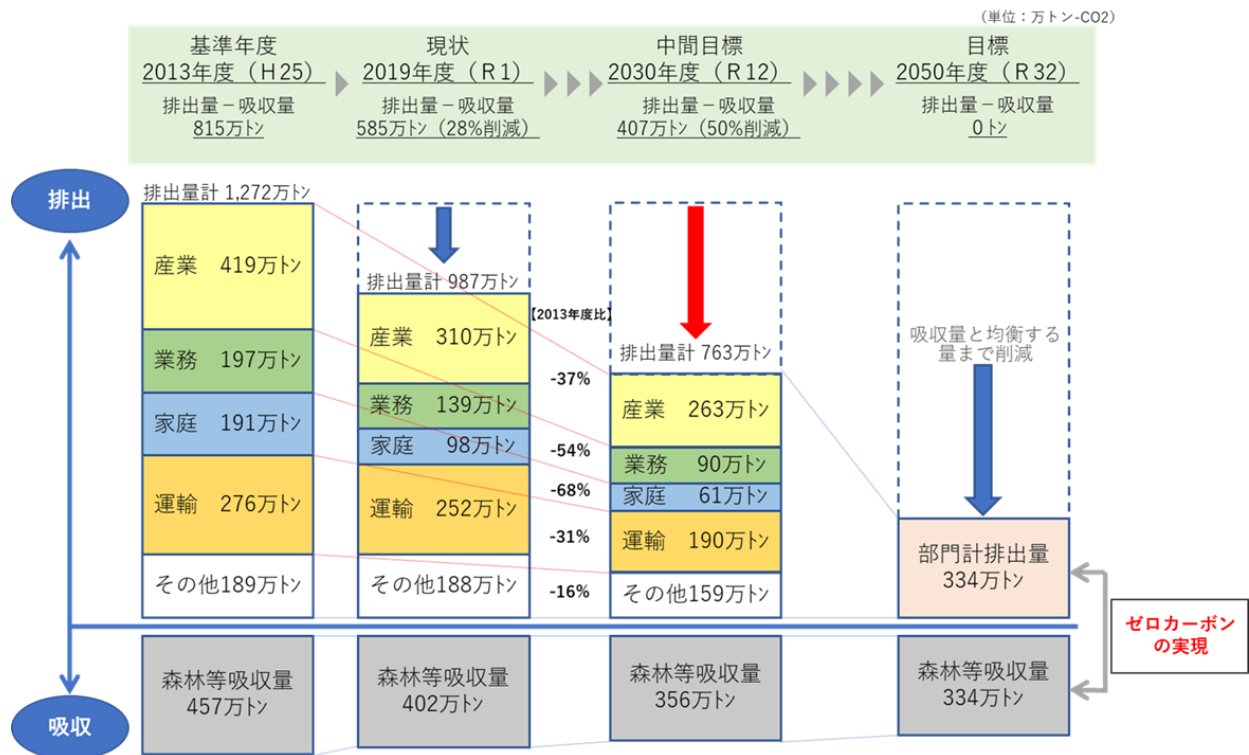 （単位：万トン-CO2）
基準年度
2013年度（H25）
排出量－吸収量
815万トン
現状
2019年度（R1）
排出量－吸収量
585万トン（28%削減）
中間目標
2030年度（R12）
排出量－吸収量
407万トン（50%削減）
目標
2050年度（R32）
排出量－吸収量
0トン
排出
排出量計 1,272万トン
産業 419万トン
業務 197万トン
家庭 191万トン
運輸 276万トン
その他189万トン
排出量計 987万トン
産業 310万トン
業務 139万トン
家庭 98万トン
運輸 252万トン
その他188万トン
【2013年度比】
-37%
-54%
-68%
-31%
-16%
排出量計 763万トン
産業 263万トン
業務 90万トン
家庭 61万トン
運輸 190万トン
その他159万トン
吸収量と均衡する
量まで削減
部門計排出量
334万トン
ゼロカーボン
の実現
吸収
森林等吸収量
457万トン
森林等吸収量
402万トン
森林等吸収量
356万トン
森林等吸収量
334万トン